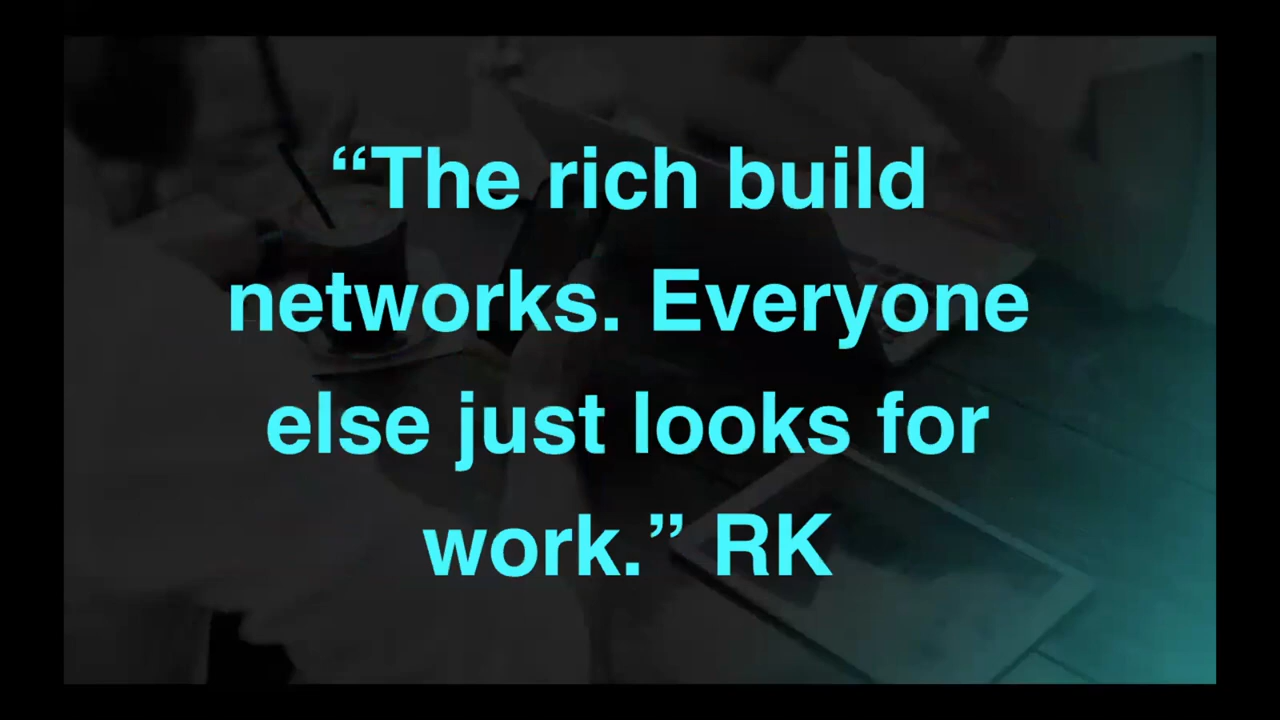 “The rich build
networks. Everyone
else just looks for
work.” RK